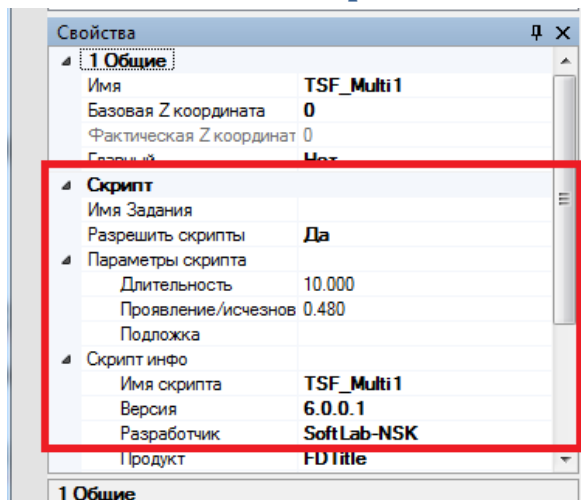 Свойства
1 Общие
Имя TSF_Multi1
Базовая Z координата 0
Фактическая Z координат 0
Главный Нет
Скрипт
Имя Задания
Разрешить скрипты Да
Параметры скрипта
Длительность 10.000
Проявление/исчезнов 0.480
Подложка
Скрипт инфо
Имя скрипта TSF_Multi1
Версия 6.0.0.1
Разработчик SoftLab-NSK
Продукт FDTitle
1 Общие